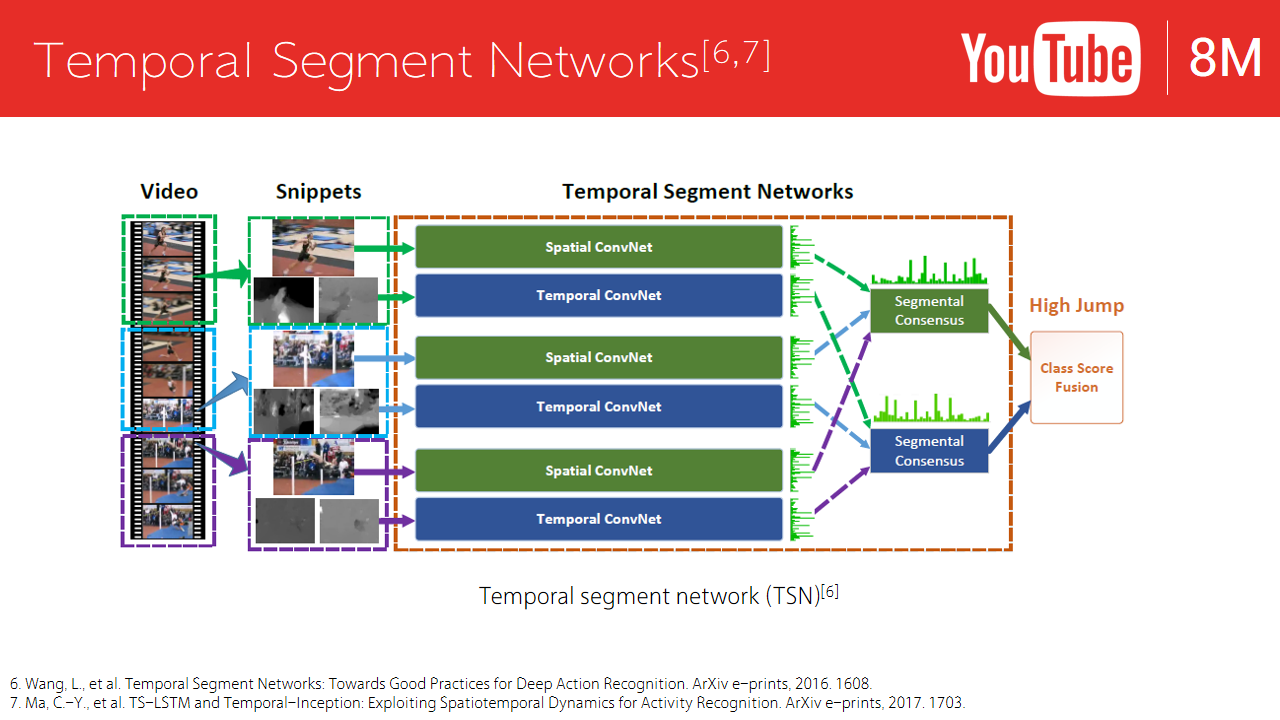 Temporal Segment Networks[6,7]
YouTube
8M
Video
Snippets
Temporal Segment Networks
Spatial ConvNet
Temporal ConvNet
Spatial ConvNet
Temporal ConvNet
Spatial ConvNet
Temporal ConvNet
Segmental
Consensus
Segmental
Consensus
High Jump
Class Score
Fusion
Temporal segment network (TSN)[6]
6. Wang, L., et al. Temporal Segment Networks: Towards Good Practices for Deep Action Recognition. ArXiv e-prints, 2016. 1608.
7. Ma, C.-Y., et al. TS-LSTM and Temporal-Inception: Exploiting Spatiotemporal Dynamics for Activity Recognition. ArXiv e-prints, 2017. 1703.